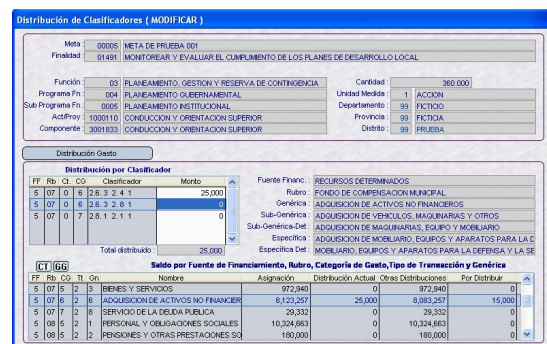 Distribución de Clasificadores ( MODIFICAR )
Meta : 00005 META DE PRUEBA 001
Finalidad : 01491 MONITOREAR Y EVALUAR EL CUMPLIMIENTO DE LOS PLANES DE DESARROLLO LOCAL
Función : 03 PLANEAMIENTO, GESTION Y RESERVA DE CONTINGENCIA Cantidad : 360.000
Programa Fn : 004 PLANEAMIENTO GUBERNAMENTAL Unidad Medida : 1 ACCION
Sub Programa Fn : 0005 PLANEAMIENTO INSTITUCIONAL Departamento : 99 FICTICIO
Act/Proy : 1000110 CONDUCCION Y ORIENTACION SUPERIOR Provincia : 99 FICTICIA
Componente : 3001833 CONDUCCION Y ORIENTACION SUPERIOR Distrito : 99 PRUEBA
Distribución Gasto
Distribución por Clasificador
FF Rb Ct. CG Clasificador Monto
5 07 0 6 2.6. 3 2.4 1 25,000
5 07 0 6 2.6. 3 2.8 1 0
5 07 0 7 2.8. 1 2.1 1 0
Total distribuido : 25,000
Fuente Financ. : RECURSOS DETERMINADOS
Rubro : FONDO DE COMPENSACION MUNICIPAL
Genérica : ADQUISICION DE ACTIVOS NO FINANCIEROS
Sub-Genérica : ADQUISICION DE VEHICULOS, MAQUINARIAS Y OTROS
Sub-Genérica-Det : ADQUISICION DE MAQUINARIAS, EQUIPO Y MOBILIARIO
Específica : ADQUISICION DE MOBILIARIO, EQUIPOS Y APARATOS PARA LA D
Específica Det : MOBILIARIO, EQUIPOS Y APARATOS PARA LA DEFENSA Y LA SE
CT GG Saldo por Fuente de Financiamiento, Rubro, Categoría de Gasto,Tipo de Transacción y Genérica
FF Rb CG Tt Gn Nombre Asignación Distribución Actual Otras Distribuciones Por Distribuir
5 07 5 2 3 BIENES Y SERVICIOS 972,940 0 972,940 0
5 07 6 2 6 ADQUISICION DE ACTIVOS NO FINANCIER 8,123,257 25,000 8,083,257 15,000
5 07 7 2 8 SERVICIO DE LA DEUDA PUBLICA 29,332 0 29,332 0
5 08 5 2 1 PERSONAL Y OBLIGACIONES SOCIALES 10,324,663 0 10,324,663 0
5 08 5 2 2 PENSIONES Y OTRAS PRESTACIONES SO 180,000 0 180,000 0